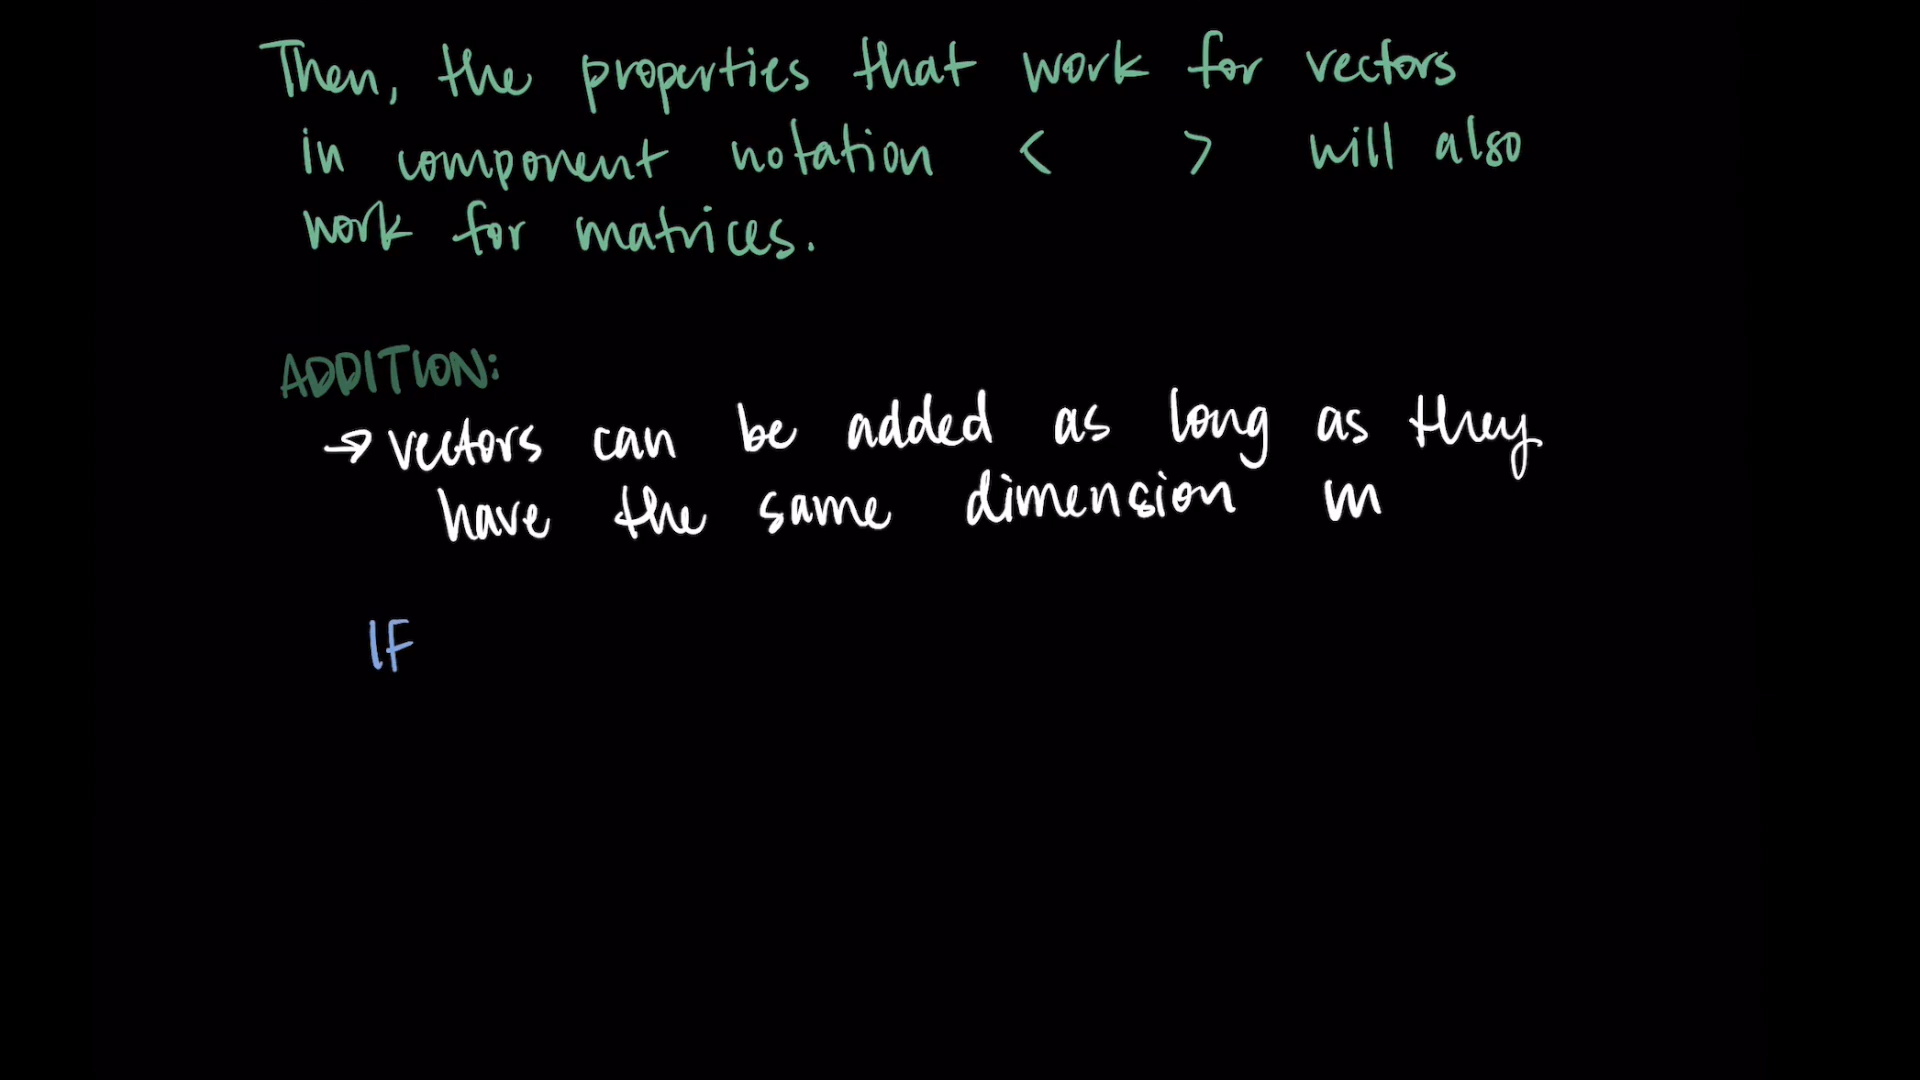 Then, the properties that work for vectors
in component notation < > will also
work for matrices.
ADDITION:
→ vectors can be added as long as they
have the same dimension m
IF